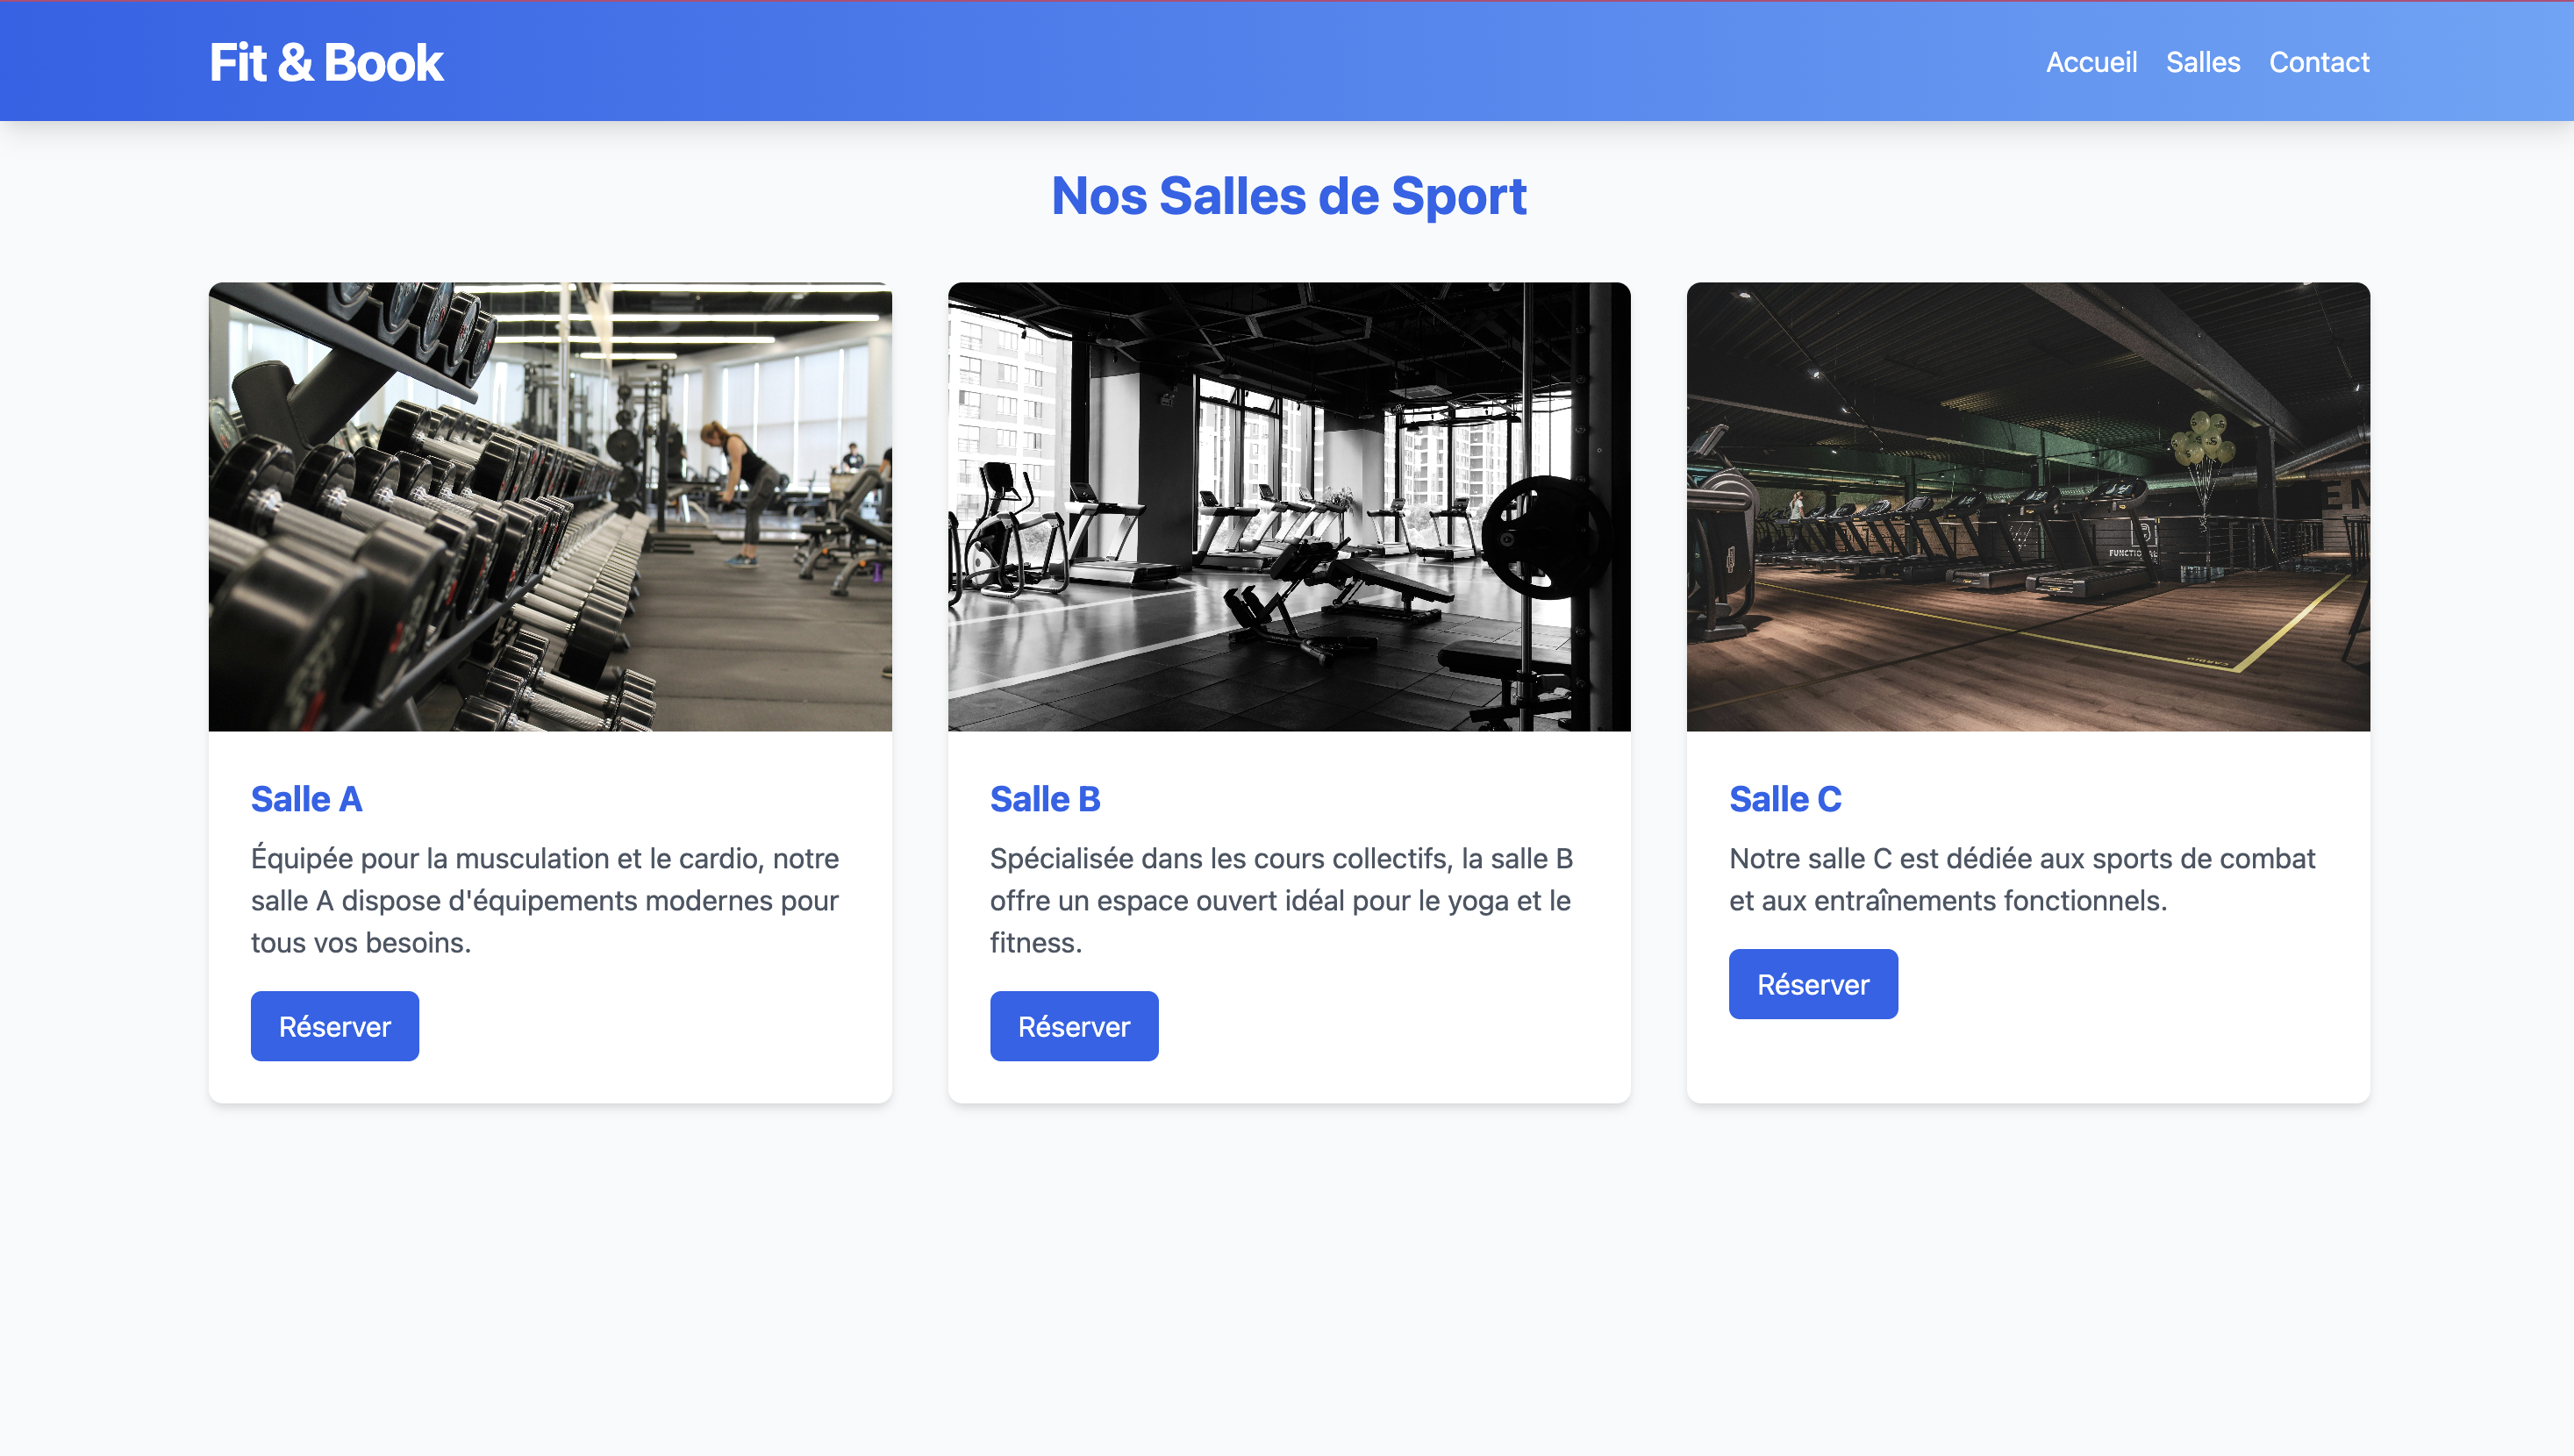 Fit & Book
Accueil Salles Contact
Nos Salles de Sport
FUNCTIONAL
Salle A
Équipée pour la musculation et le cardio, notre
salle A dispose d'équipements modernes pour
tous vos besoins.
Réserver
Salle B
Spécialisée dans les cours collectifs, la salle B
offre un espace ouvert idéal pour le yoga et le
fitness.
Réserver
Salle C
Notre salle C est dédiée aux sports de combat
et aux entraînements fonctionnels.
Réserver